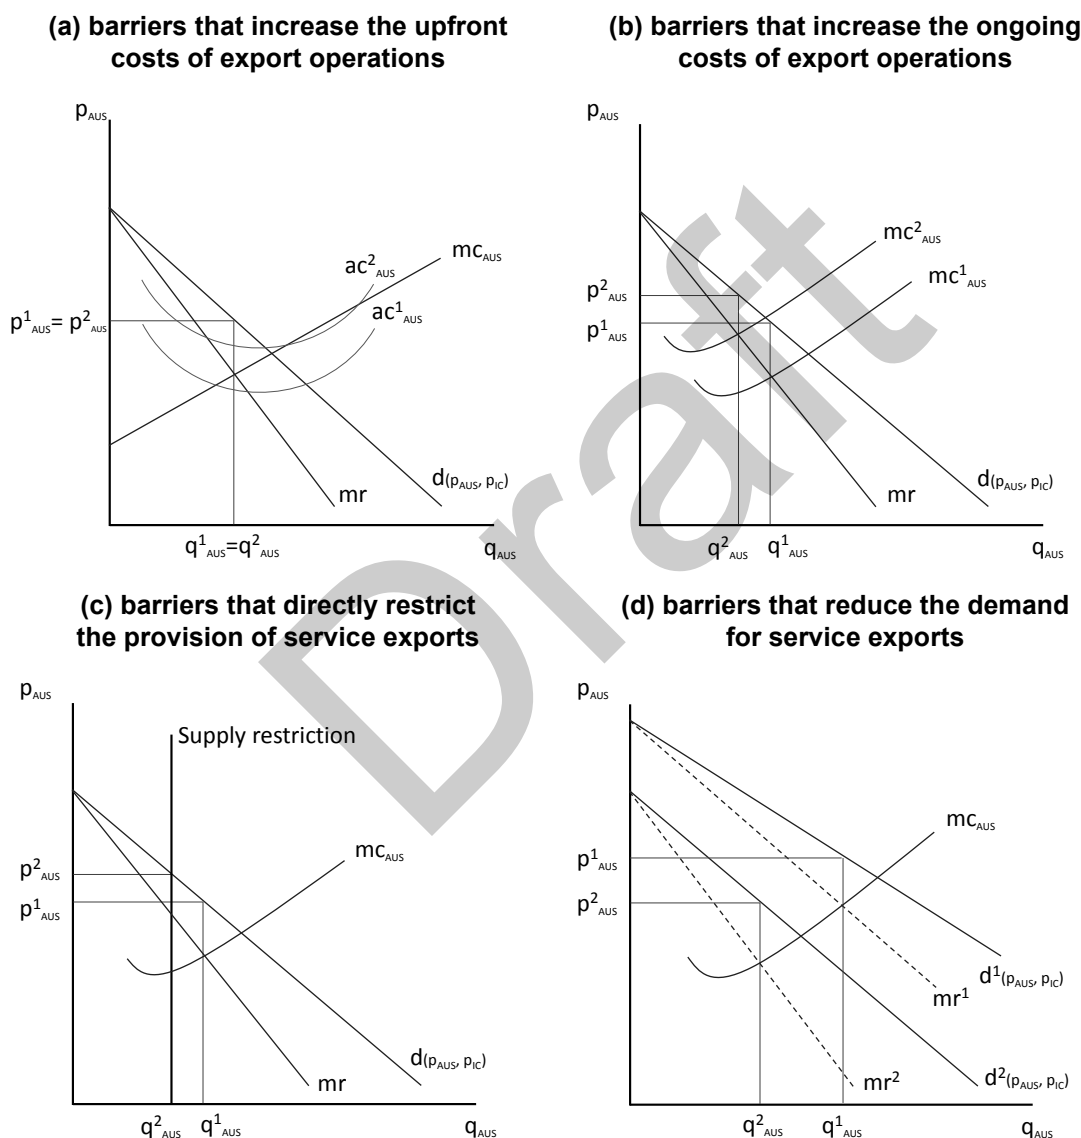 (a) barriers that increase the upfront
costs of export operations
p_AUS
mc_AUS
ac²_AUS
ac¹_AUS
p¹_AUS= p²_AUS
d(p_AUS, p_IC)
mr
q¹_AUS=q²_AUS
q_AUS
(b) barriers that increase the ongoing
costs of export operations
p_AUS
mc²_AUS
mc¹_AUS
p²_AUS
p¹_AUS
d(p_AUS, p_IC)
mr
q²_AUS
q¹_AUS
q_AUS
(c) barriers that directly restrict
the provision of service exports
p_AUS
Supply restriction
mc_AUS
p²_AUS
p¹_AUS
d(p_AUS, p_IC)
mr
q²_AUS
q¹_AUS
q_AUS
(d) barriers that reduce the demand
for service exports
p_AUS
mc_AUS
p¹_AUS
p²_AUS
d¹(p_AUS, p_IC)
mr¹
mr²
d²(p_AUS, p_IC)
q²_AUS
q¹_AUS
q_AUS
Draft